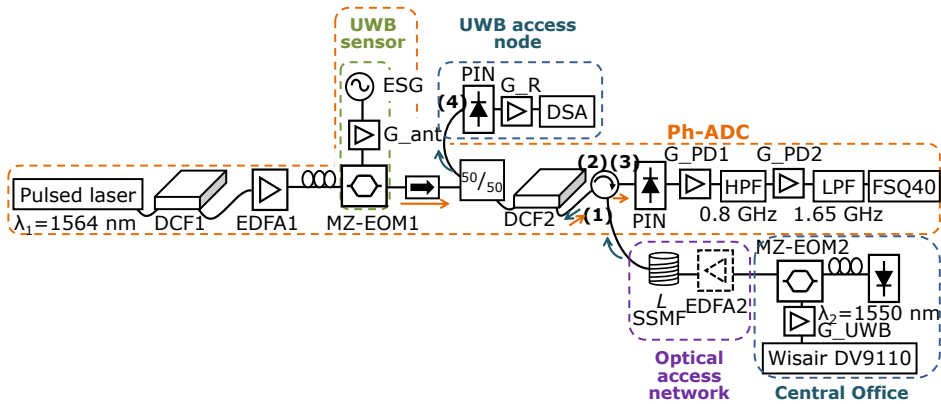 UWB
sensor
UWB access
node
ESG
PIN
G_R
(4)
DSA
G_ant
Ph-ADC
Pulsed laser
λ1=1564 nm
DCF1
EDFA1
MZ-EOM1
50/50
DCF2
(2)(3)
(1)
PIN
G_PD1
G_PD2
HPF
LPF
FSQ40
0.8 GHz
1.65 GHz
MZ-EOM2
L
SSMF
EDFA2
λ2=1550 nm
G_UWB
Wisair DV9110
Optical
access
network
Central Office